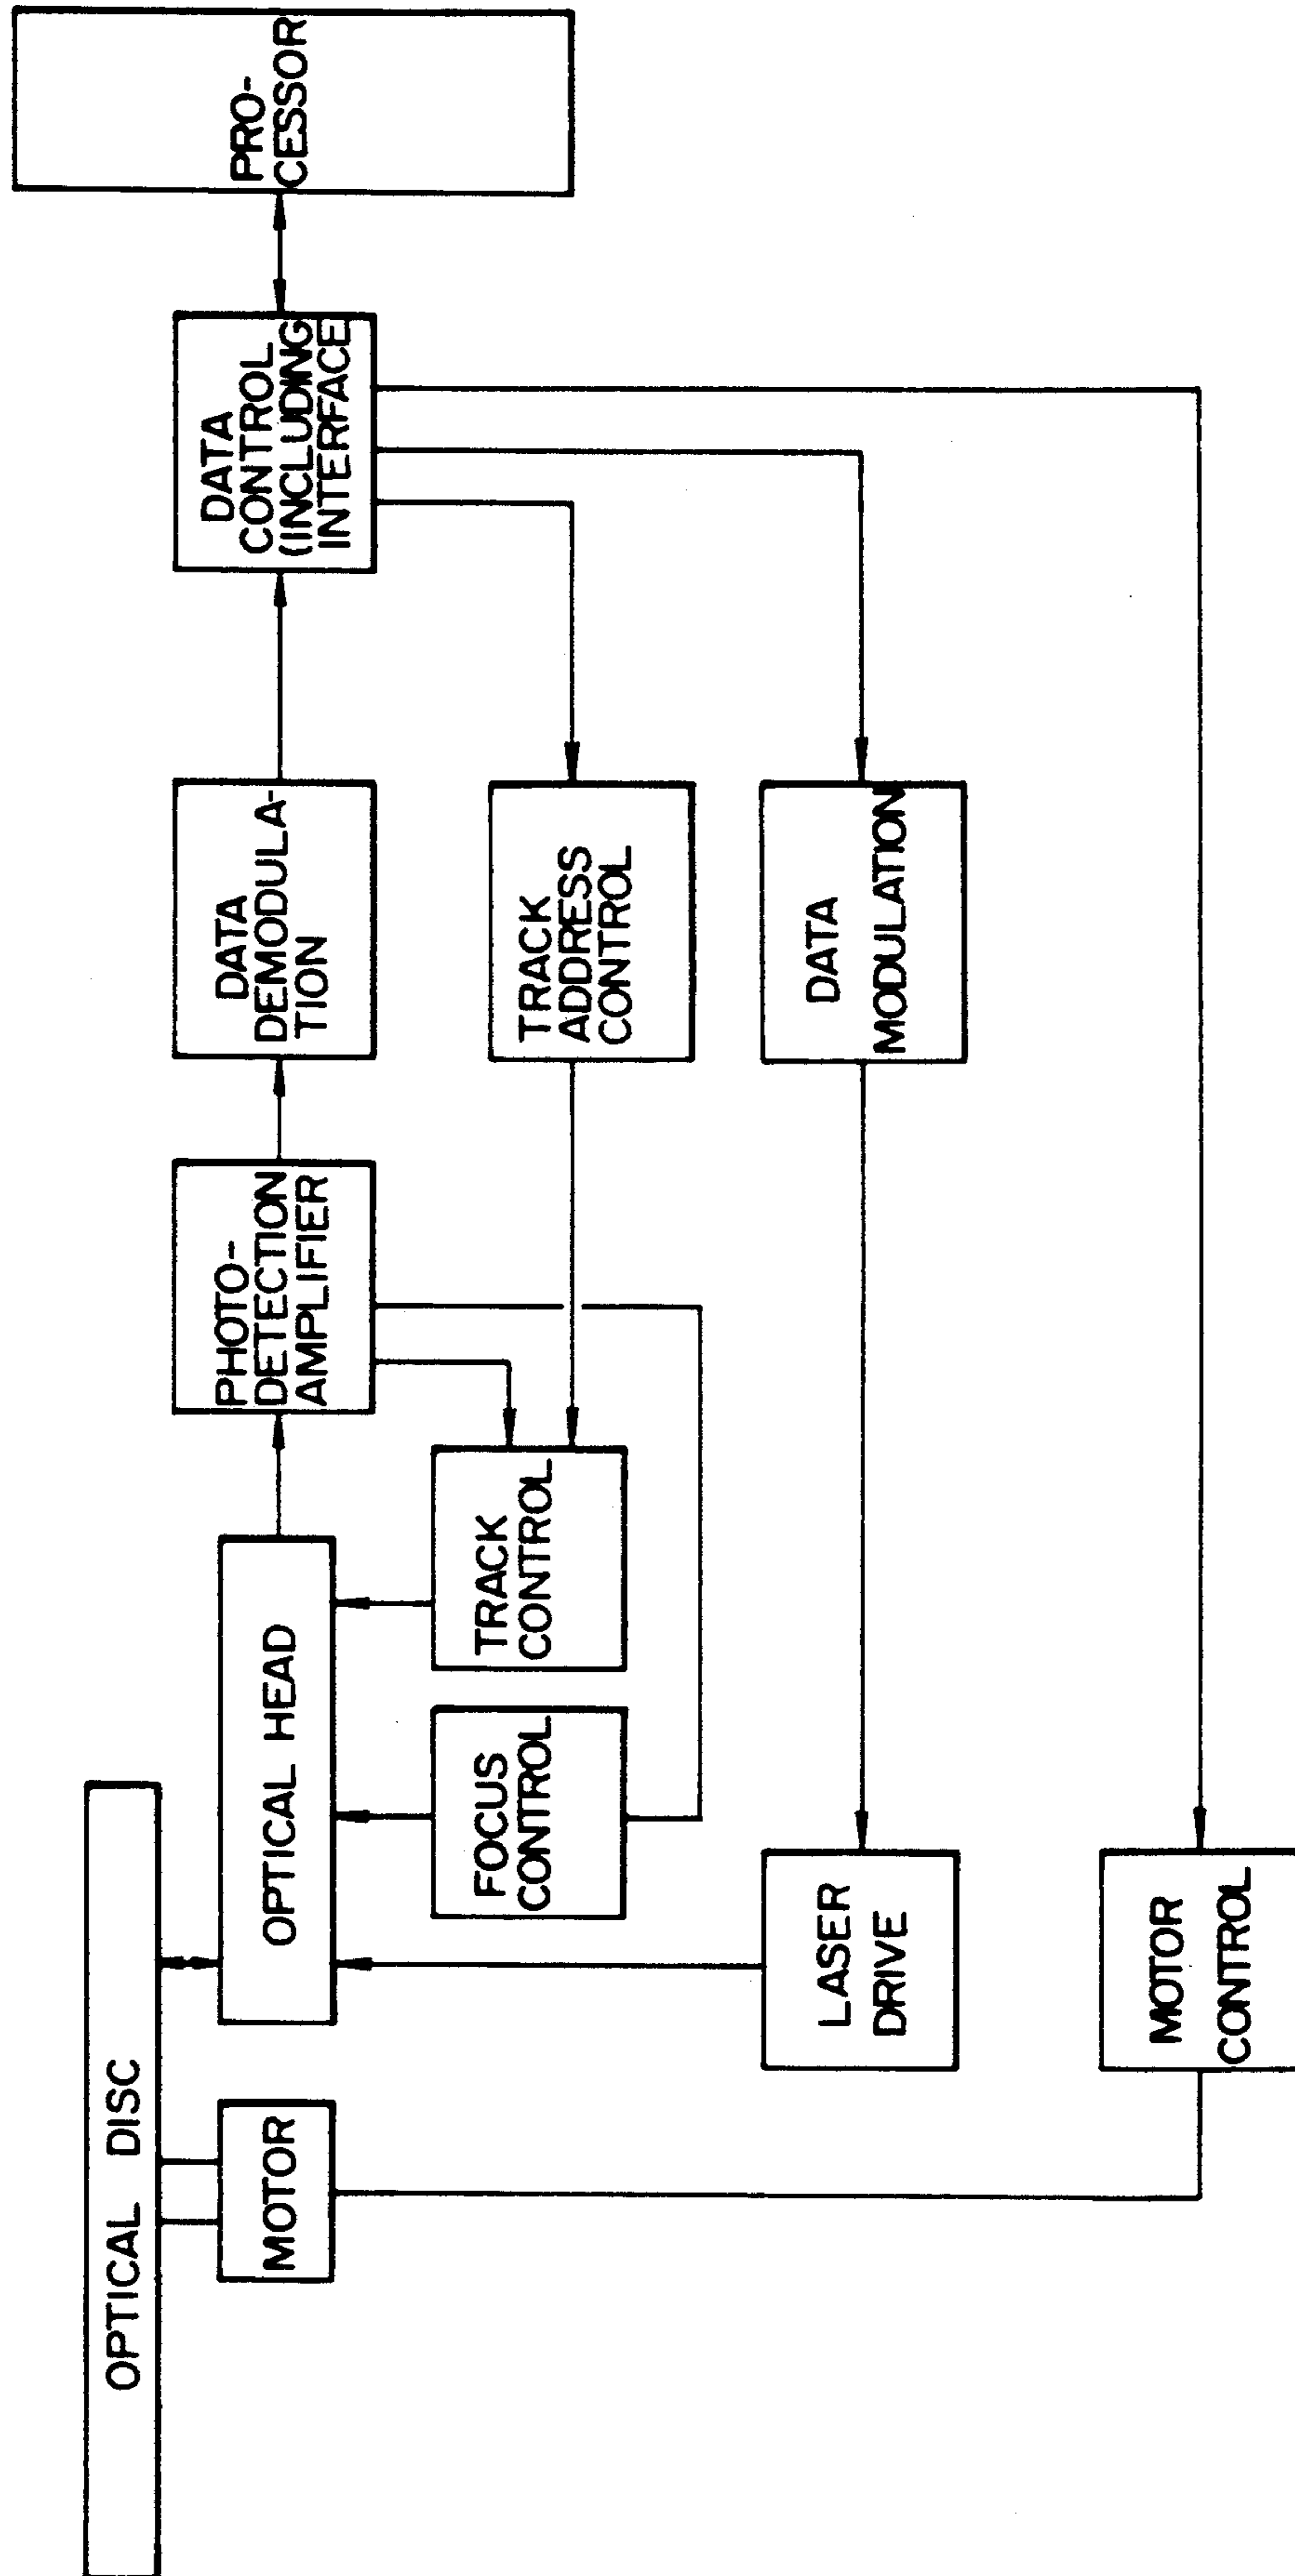 OPTICAL DISC
MOTOR
OPTICAL HEAD
PHOTO-
DETECTION
AMPLIFIER
DATA
DEMODULA-
TION
DATA
CONTROL
(INCLUDING
INTERFACE
PRO-
CESSOR
FOCUS
CONTROL
TRACK
CONTROL
TRACK
ADDRESS
CONTROL
LASER
DRIVE
DATA
MODULATION
MOTOR
CONTROL